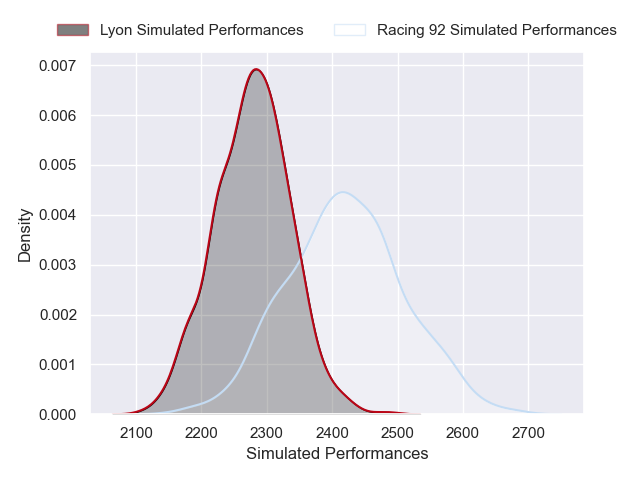 Lyon Simulated Performances
Racing 92 Simulated Performances
0.007
0.006
0.005
0.004
0.003
0.002
0.001
0.000
Density
2100 2200 2300 2400 2500 2600 2700
Simulated Performances